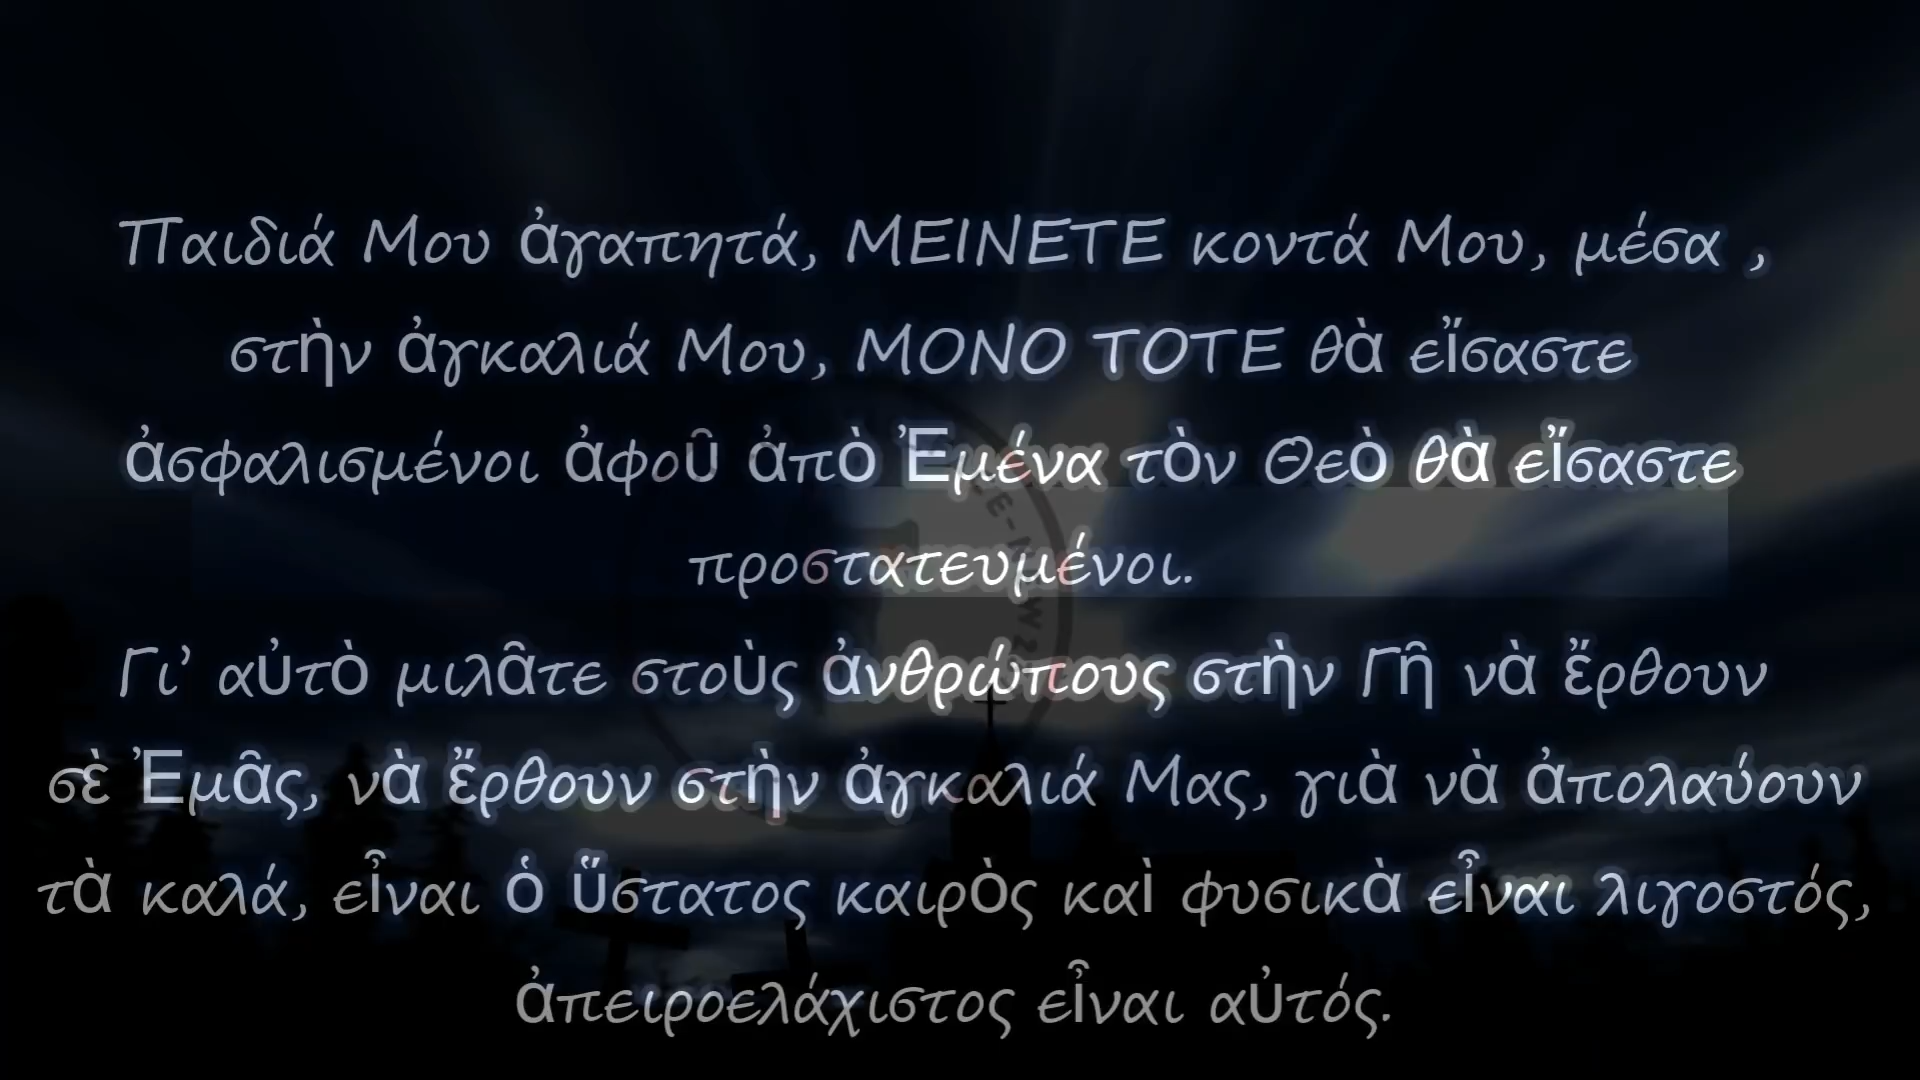 Παιδιά Μου ἀγαπητά, ΜΕΙΝΕΤΕ κοντά Μου, μέσα ,
στὴν ἀγκαλιά Μου, ΜΟΝΟ ΤΟΤΕ θὰ εἴσαστε
ἀσφαλισμένοι ἀφοῦ ἀπὸ Ἐμένα τὸν Θεὸ θὰ εἴσαστε
προστατευμένοι.
Γι’ αὐτὸ μιλᾶτε στοὺς ἀνθρώπους στὴν Γῆ νὰ ἔρθουν
σὲ Ἐμᾶς, νὰ ἔρθουν στὴν ἀγκαλιά Μας, γιὰ νὰ ἀπολαύουν
τὰ καλά, εἶναι ὁ ὕστατος καιρὸς καὶ φυσικὰ εἶναι λιγοστός,
ἀπειροελάχιστος εἶναι αὐτός.